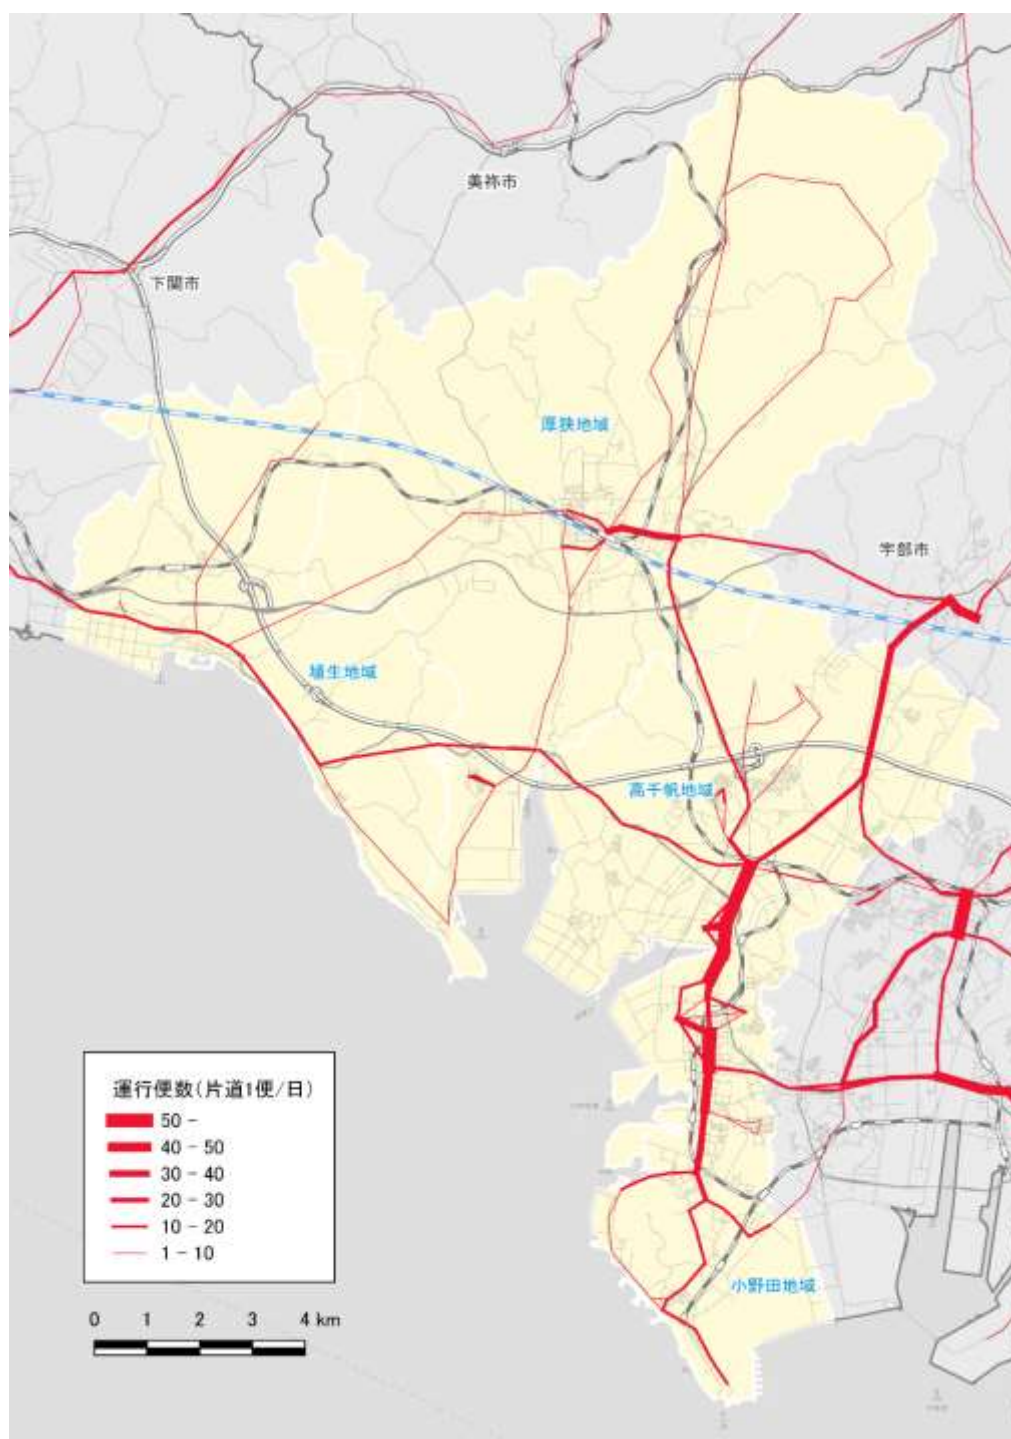 美祢市
下関市
厚狭地域
宇部市
埴生地域
高千帆地域
運行便数(片道1便/日)
50 -
40 - 50
30 - 40
20 - 30
10 - 20
1 - 10
小野田地域
0 1 2 3 4 km